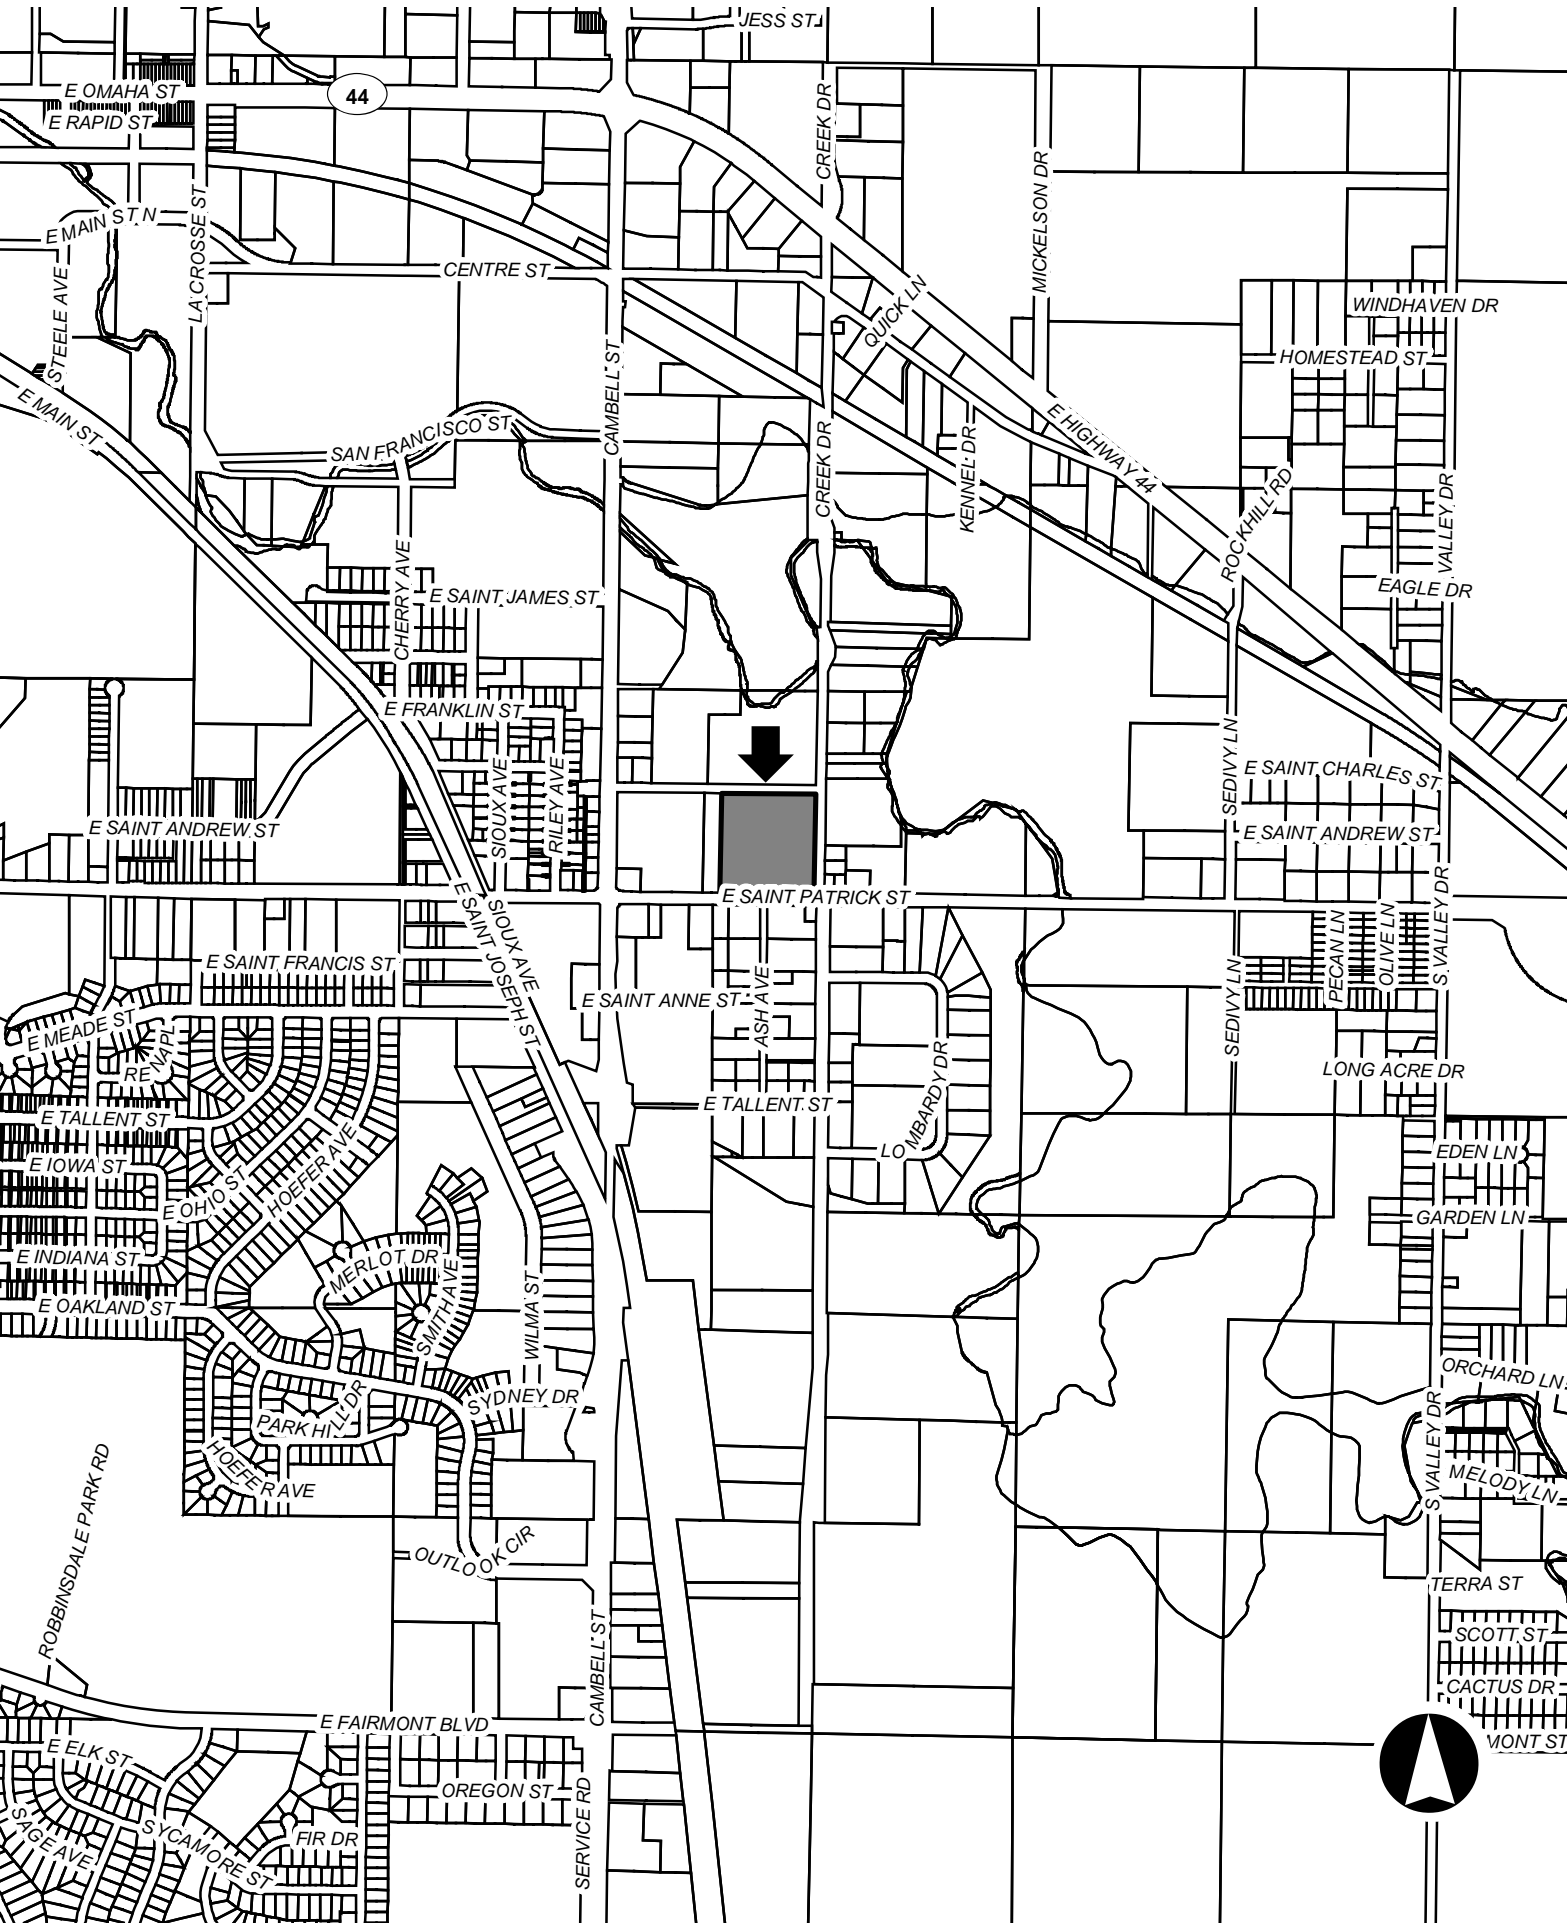 JESS ST
E OMAHA ST
44
E RAPID ST
CREEK DR
MICKELSON DR
LA CROSSE ST
E MAIN ST N
STEELE AVE
CENTRE ST
QUICK LN
WINDHAVEN DR
HOMESTEAD ST
E MAIN ST
CAMBELL ST
SAN FRANCISCO ST
E HIGHWAY 44
CREEK DR
KENNEL DR
ROCKHILL RD
VALLEY DR
CHERRY AVE
E SAINT JAMES ST
EAGLE DR
E FRANKLIN ST
SIOUX AVE
RILEY AVE
SEDIVY LN
E SAINT CHARLES ST
E SAINT ANDREW ST
E SAINT ANDREW ST
E SAINT PATRICK ST
E SAINT JOSEPH ST
SIOUX AVE
S VALLEY DR
PECAN LN
OLIVE LN
E SAINT FRANCIS ST
E SAINT ANNE ST
ASH AVE
SEDIVY LN
E MEADE ST
RENA PL
LOMBARDY DR
LONG ACRE DR
E TALLENT ST
E TALLENT ST
E IOWA ST
E OHIO ST
HOEFER AVE
EDEN LN
GARDEN LN
E INDIANA ST
MERLOT DR
SMITH AVE
WILMA ST
E OAKLAND ST
SYDNEY DR
ORCHARD LN
PARK HILL DR
S VALLEY DR
HOEFER AVE
MELODY LN
ROBBINSDALE PARK RD
OUTLOOK CIR
TERRA ST
CAMBELL ST
SCOTT ST
CACTUS DR
E FAIRMONT BLVD
MONT ST
E ELK ST
OREGON ST
SERVICE RD
SAGE AVE
SYCAMORE ST
FIR DR